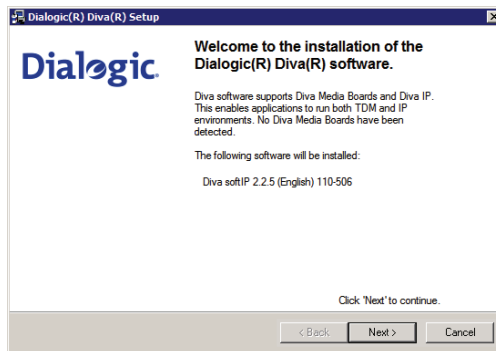 Dialogic(R) Diva(R) Setup
Dialogic.
Welcome to the installation of the
Dialogic(R) Diva(R) software.
Diva software supports Diva Media Boards and Diva IP.
This enables applications to run both TDM and IP
environments. No Diva Media Boards have been
detected.
The following software will be installed:
Diva softIP 2.2.5 (English) 110-506
Click 'Next' to continue.
< Back
Next >
Cancel